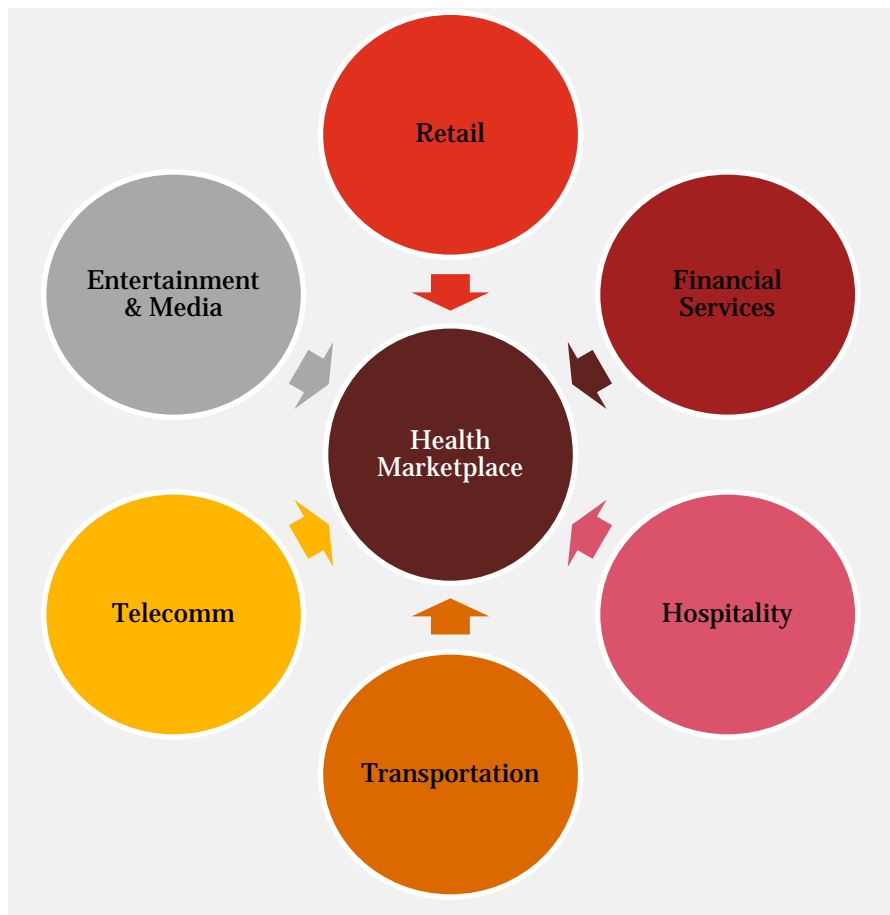 Retail
Entertainment
& Media
Financial
Services
Health
Marketplace
Telecomm
Hospitality
Transportation